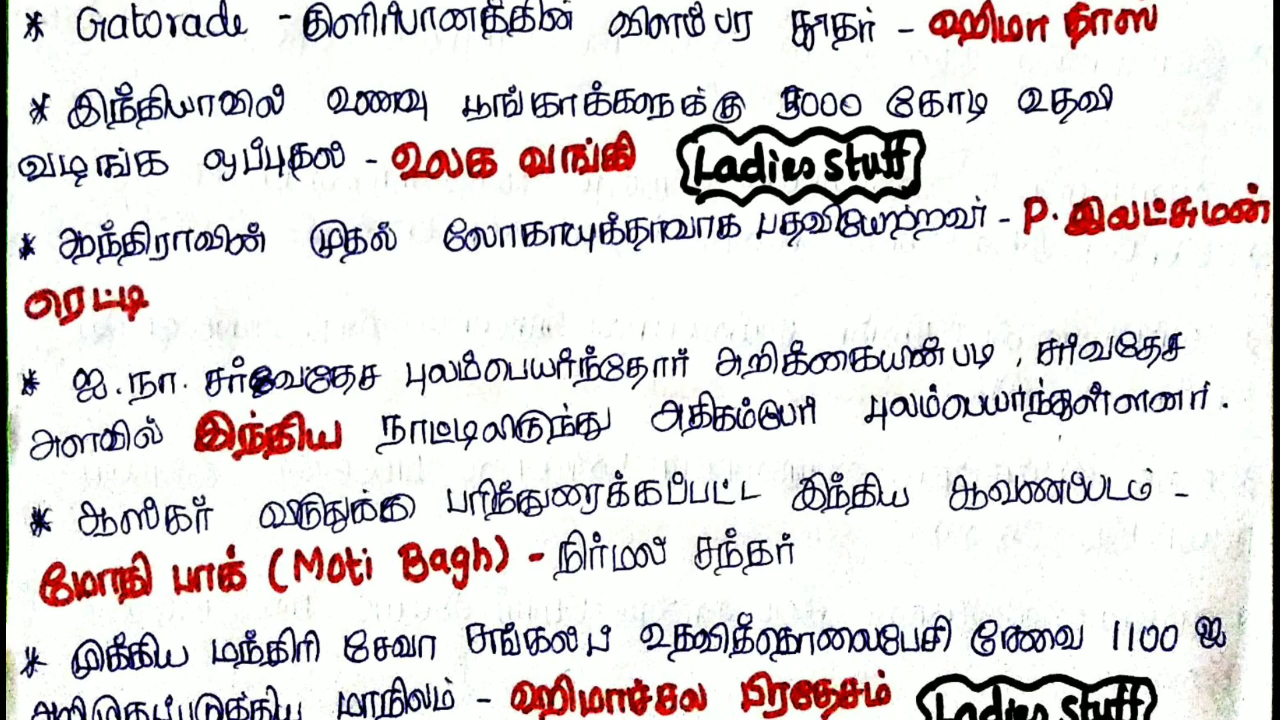 * Gatorade - குளிர்பானத்தின் விளம்பர தூதர் - ஹிமா தாஸ்
* இந்தியாவில் உணவு பூங்காக்களுக்கு 3000 கோடி உதவி
வழங்க ஒப்புதல் - உலக வங்கி Ladies stuff
* ஆந்திராவின் முதல் லோகாயுக்தாவாக பதவியேற்றவர் - P. இலட்சுமண்
ரெட்டி
* ஐ.நா. சர்வதேச புலம்பெயர்ந்தோர் அறிக்கையின்படி, சர்வதேச
அளவில் இந்திய நாட்டிலிருந்து அதிகம்பேர் புலம்பெயர்ந்துள்ளனர்.
* ஆஸ்கர் விருதுக்கு பரிந்துரைக்கப்பட்ட இந்திய ஆவணப்படம் -
மோதி பாக் (Moti Bagh) - நிர்மல் சந்தர்
* முக்கிய மந்திரி சேவா சங்கல்ப் உதவித்தொலைபேசி சேவை 1100 ஐ
அறிமுகப்படுத்திய மாநிலம் - ஹிமாச்சல பிரதேசம் Ladies stuff